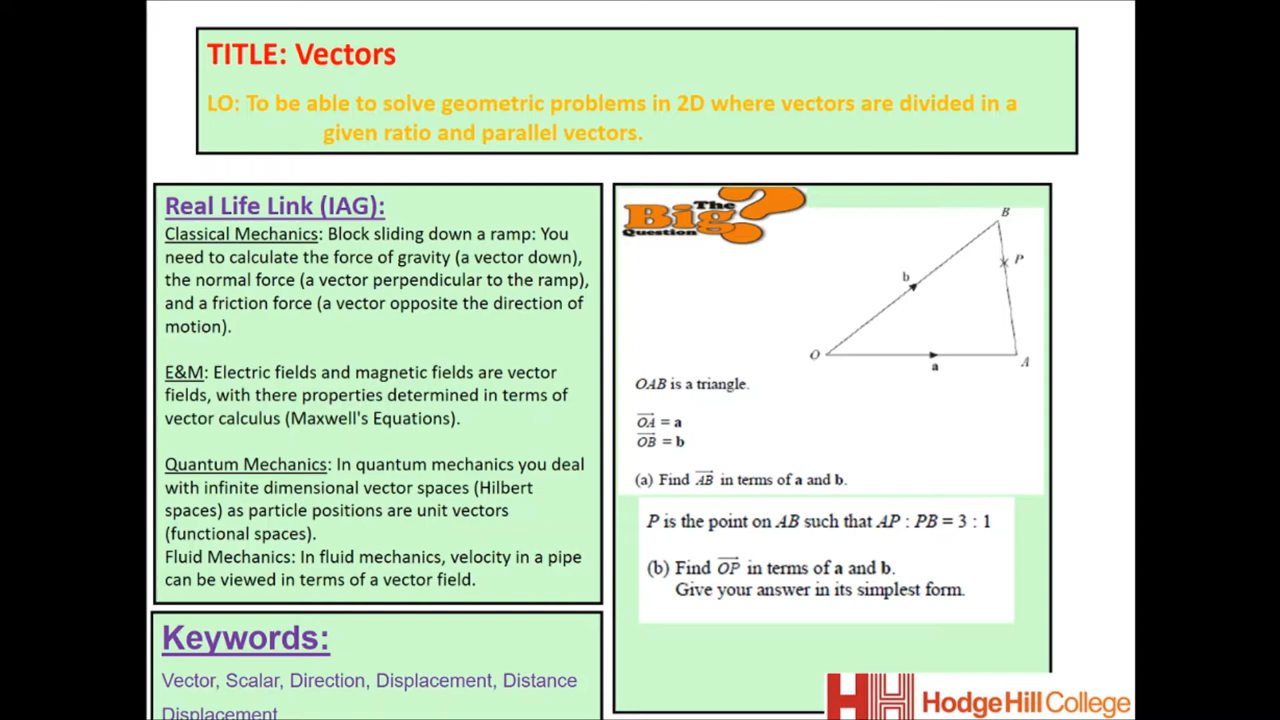 TITLE: Vectors
LO: To be able to solve geometric problems in 2D where vectors are divided in a
given ratio and parallel vectors.
Real Life Link (IAG):
Classical Mechanics: Block sliding down a ramp: You
need to calculate the force of gravity (a vector down),
the normal force (a vector perpendicular to the ramp),
and a friction force (a vector opposite the direction of
motion).
E&M: Electric fields and magnetic fields are vector
fields, with there properties determined in terms of
vector calculus (Maxwell's Equations).
Quantum Mechanics: In quantum mechanics you deal
with infinite dimensional vector spaces (Hilbert
spaces) as particle positions are unit vectors
(functional spaces).
Fluid Mechanics: In fluid mechanics, velocity in a pipe
can be viewed in terms of a vector field.
Keywords:
Vector, Scalar, Direction, Displacement, Distance
Displacement
The
Big ?
Question
B
P
b
O
A
a
OAB is a triangle.
OA = a
OB = b
(a) Find AB in terms of a and b.
P is the point on AB such that AP : PB = 3 : 1
(b) Find OP in terms of a and b.
Give your answer in its simplest form.
HH HodgeHillCollege